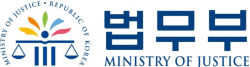 MINISTRY OF JUSTICE • REPUBLIC OF KOREA
법무부
MINISTRY OF JUSTICE